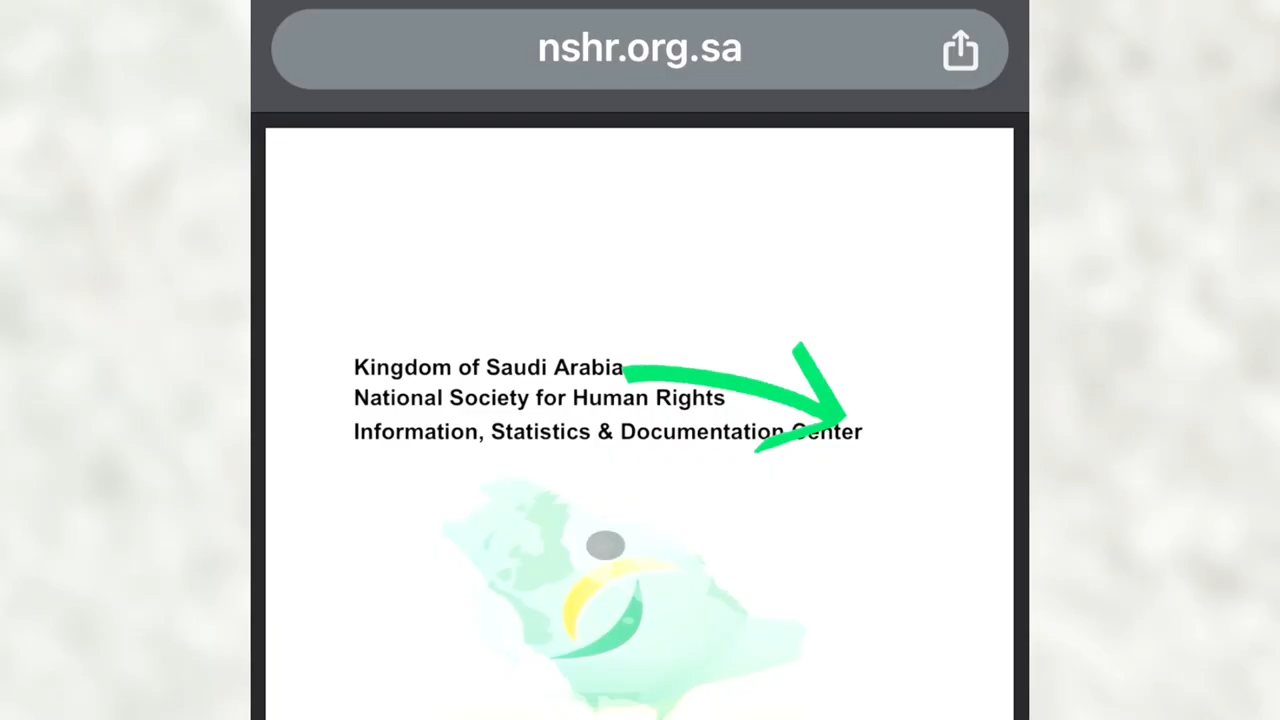 nshr.org.sa
Kingdom of Saudi Arabia
National Society for Human Rights
Information, Statistics & Documentation Center